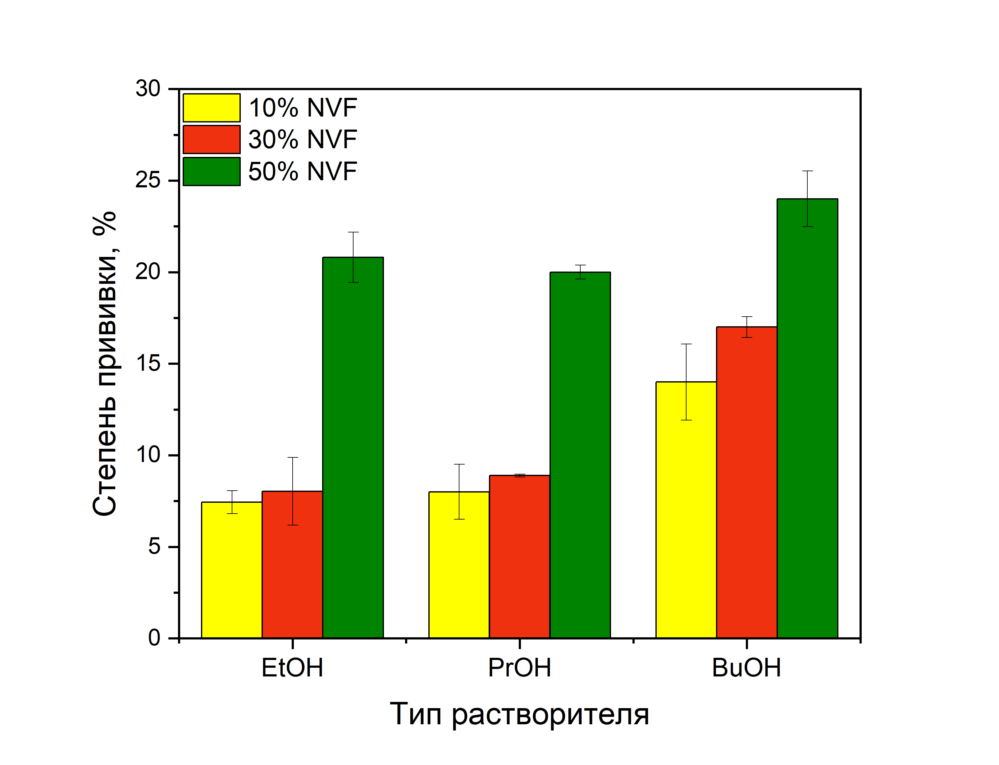 30
25
20
15
10
5
0
10% NVF
30% NVF
50% NVF
Степень прививки, %
EtOH
PrOH
BuOH
Тип растворителя